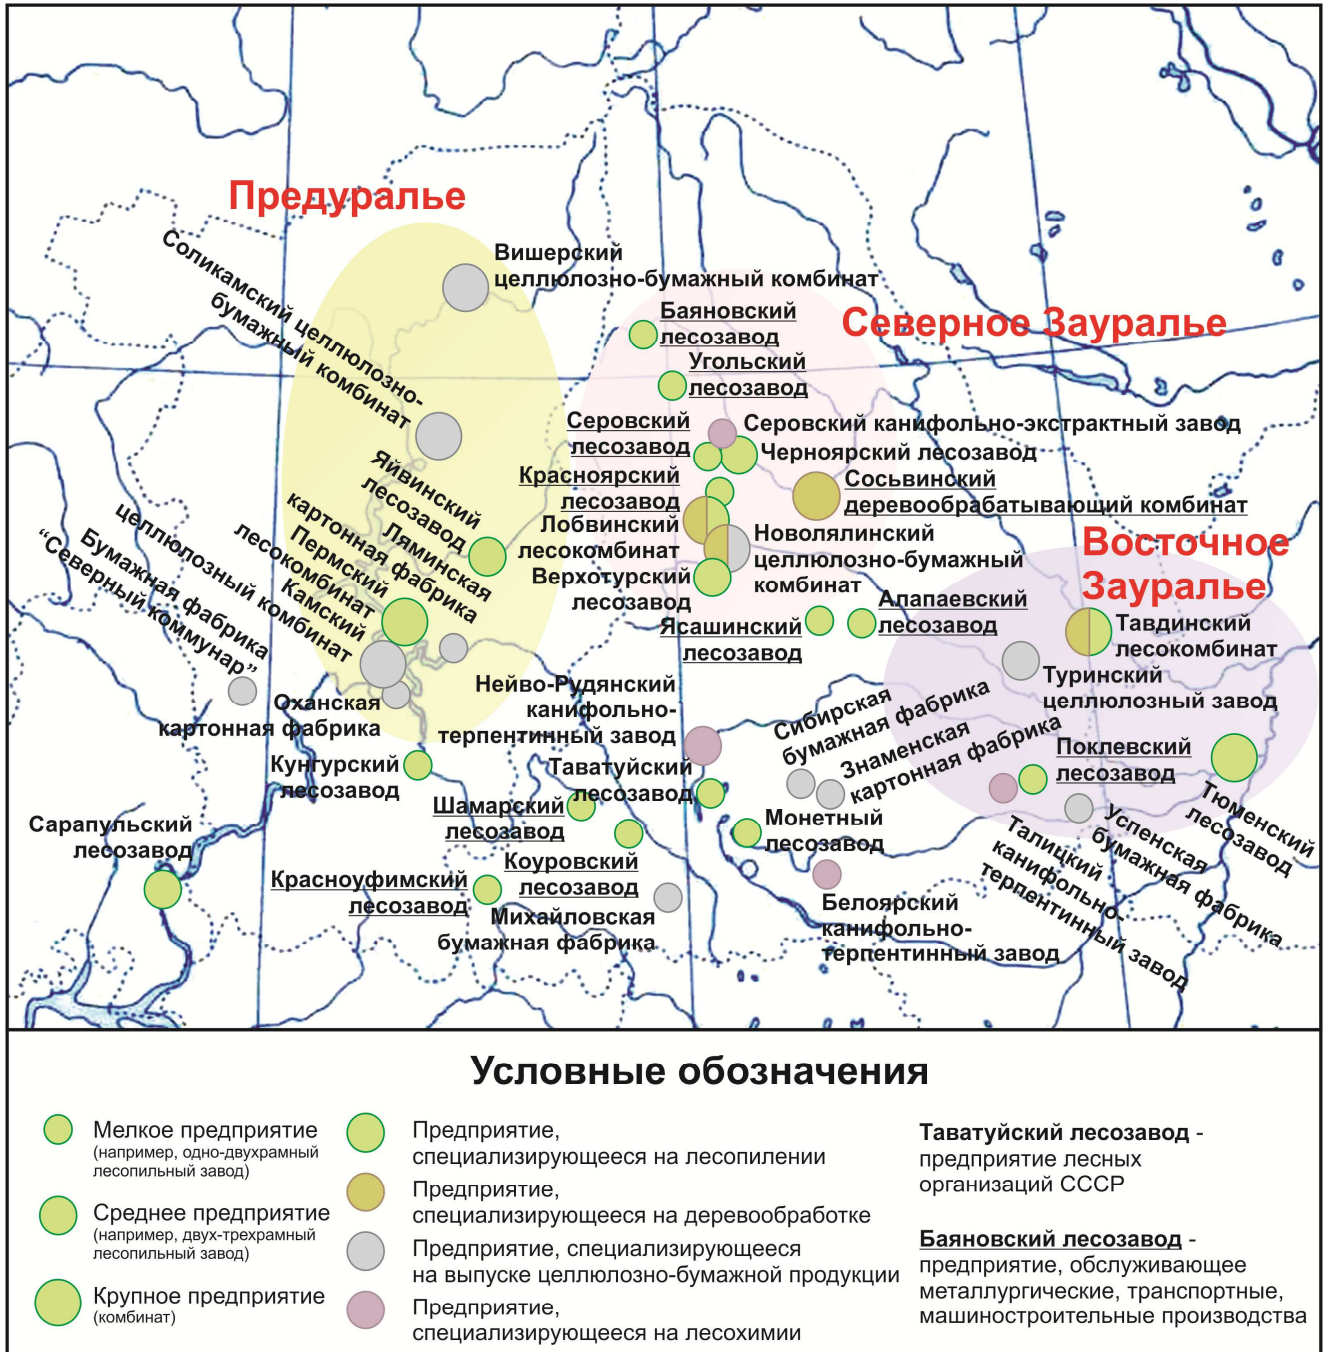 Предуралье
Соликамский целлюлозно-
бумажный комбинат
Вишерский
целлюлозно-бумажный комбинат
Баяновский
лесозавод
Северное Зауралье
Угольский
лесозавод
Серовский
лесозавод
Серовский канифольно-экстрактный завод
Черноярский лесозавод
Красноярский
лесозавод
Сосьвинский
деревообрабатывающий комбинат
Лобвинский
лесокомбинат
Новолялинский
целлюлозно-бумажный
комбинат
Верхотурский
лесозавод
Яйвинский
лесозавод
Ляминская
картонная фабрика
Пермский
лесокомбинат
Камский
целлюлозный комбинат
Бумажная фабрика
“Северный коммунар”
Оханская
картонная фабрика
Восточное
Зауралье
Ясашинский
лесозавод
Алапаевский
лесозавод
Тавдинский
лесокомбинат
Туринский
целлюлозный завод
Нейво-Рудянский
канифольно-
терпентинный завод
Сибирская
бумажная фабрика
Знаменская
картонная фабрика
Поклевский
лесозавод
Тюменский
лесозавод
Кунгурский
лесозавод
Таватуйский
лесозавод
Шамарский
лесозавод
Монетный
лесозавод
Сарапульский
лесозавод
Коуровский
лесозавод
Красноуфимский
лесозавод
Михайловская
бумажная фабрика
Белоярский
канифольно-
терпентинный завод
Талицкий
канифольно-
терпентинный завод
Успенская
бумажная фабрика
Условные обозначения
Мелкое предприятие
(например, одно-двухрамный
лесопильный завод)
Среднее предприятие
(например, двух-трехрамный
лесопильный завод)
Крупное предприятие
(комбинат)
Предприятие,
специализирующееся на лесопилении
Предприятие,
специализирующееся на деревообработке
Предприятие, специализирующееся
на выпуске целлюлозно-бумажной продукции
Предприятие,
специализирующееся на лесохимии
Таватуйский лесозавод -
предприятие лесных
организаций СССР
Баяновский лесозавод -
предприятие, обслуживающее
металлургические, транспортные,
машиностроительные производства